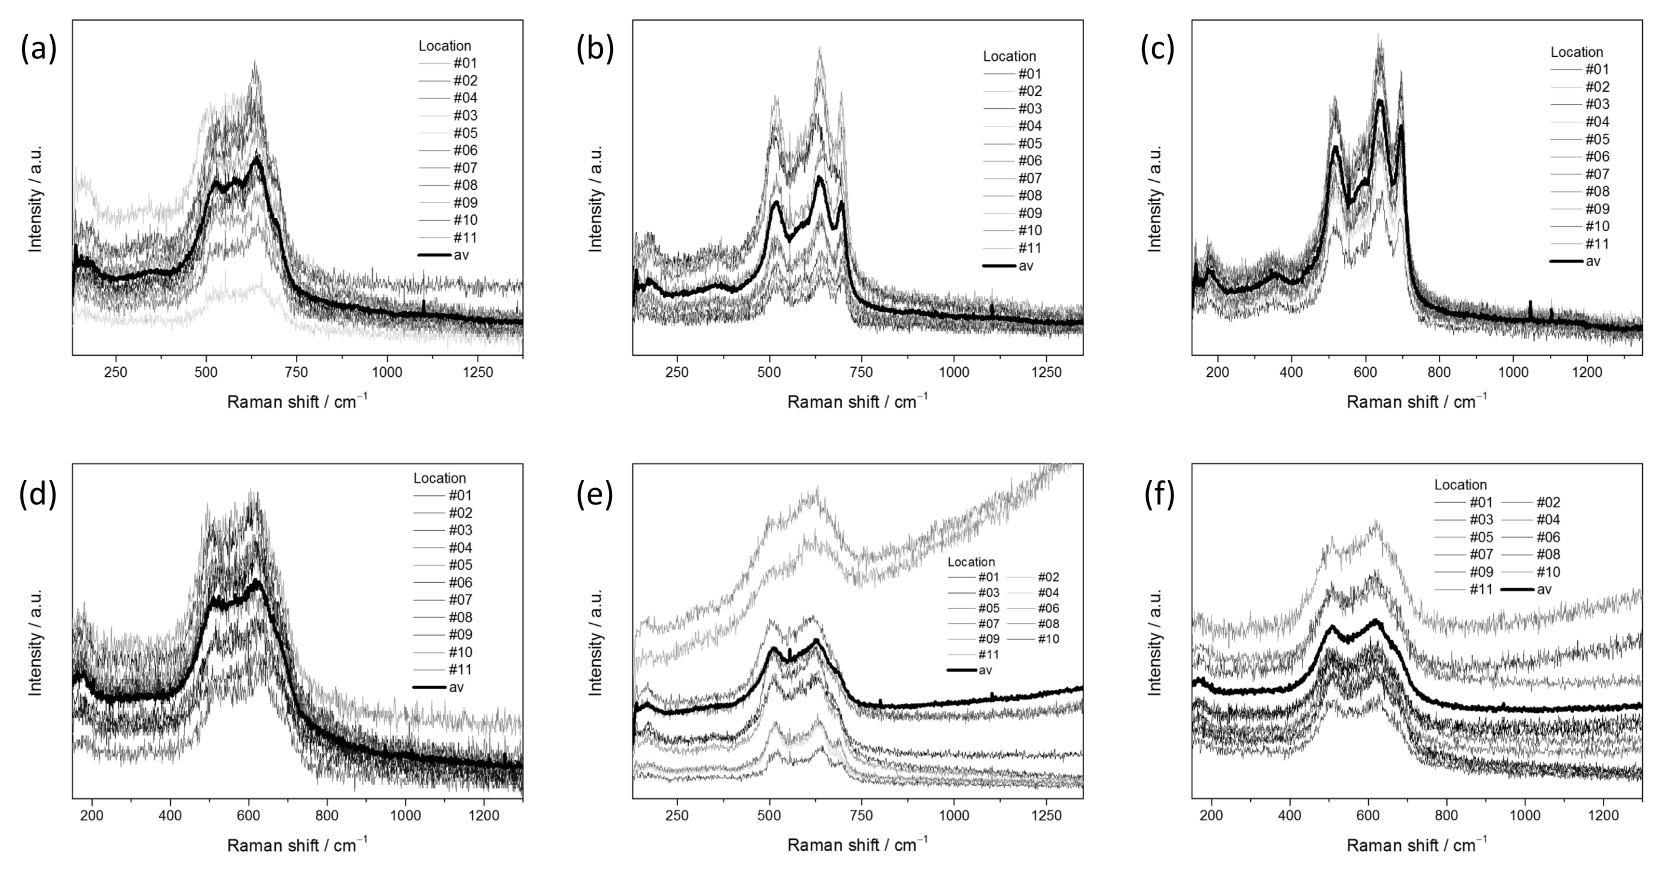 (a)
Intensity / a.u.
Location
#01
#02
#04
#03
#05
#06
#07
#08
#09
#10
#11
av
250 500 750 1000 1250
Raman shift / cm⁻¹
(b)
Intensity / a.u.
Location
#01
#02
#03
#04
#05
#06
#07
#08
#09
#10
#11
av
250 500 750 1000 1250
Raman shift / cm⁻¹
(c)
Intensity / a.u.
Location
#01
#02
#03
#04
#05
#06
#07
#08
#09
#10
#11
av
200 400 600 800 1000 1200
Raman shift / cm⁻¹
(d)
Intensity / a.u.
Location
#01
#02
#03
#04
#05
#06
#07
#08
#09
#10
#11
av
200 400 600 800 1000 1200
Raman shift / cm⁻¹
(e)
Intensity / a.u.
Location
#01 #02
#03 #04
#05 #06
#07 #08
#09 #10
#11
av
250 500 750 1000 1250
Raman shift / cm⁻¹
(f)
Intensity / a.u.
Location
#01 #02
#03 #04
#05 #06
#07 #08
#09 #10
#11 av
200 400 600 800 1000 1200
Raman shift / cm⁻¹